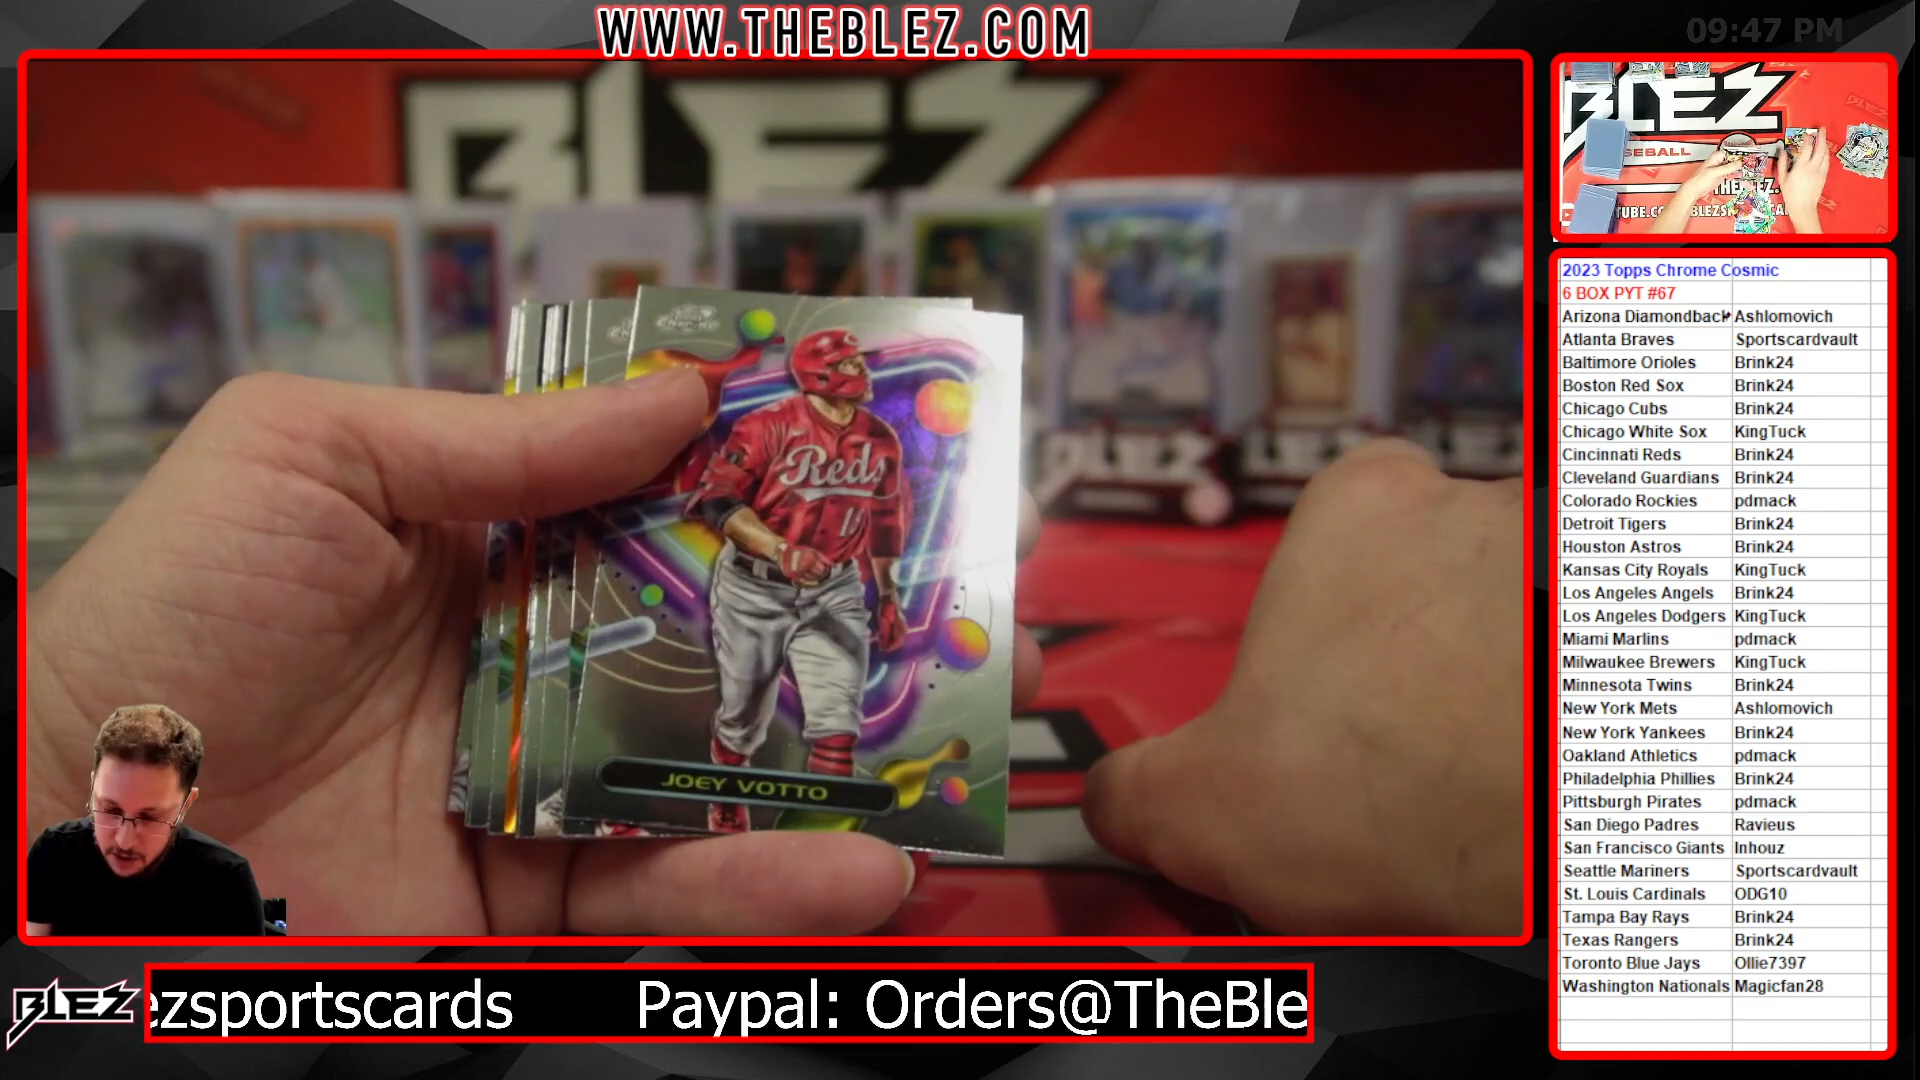 WWW.THEBLEZ.COM
09:47 PM
BLEZ
BLEZ
SEBALL
Reds
19
JOEY VOTTO
BLEZ
2023 Topps Chrome Cosmic
6 BOX PYT #67
Arizona Diamondback Ashlomovich
Atlanta Braves Sportscardvault
Baltimore Orioles Brink24
Boston Red Sox Brink24
Chicago Cubs Brink24
Chicago White Sox KingTuck
Cincinnati Reds Brink24
Cleveland Guardians Brink24
Colorado Rockies pdmack
Detroit Tigers Brink24
Houston Astros Brink24
Kansas City Royals KingTuck
Los Angeles Angels Brink24
Los Angeles Dodgers KingTuck
Miami Marlins pdmack
Milwaukee Brewers KingTuck
Minnesota Twins Brink24
New York Mets Ashlomovich
New York Yankees Brink24
Oakland Athletics pdmack
Philadelphia Phillies Brink24
Pittsburgh Pirates pdmack
San Diego Padres Ravieus
San Francisco Giants Inhouz
Seattle Mariners Sportscardvault
St. Louis Cardinals ODG10
Tampa Bay Rays Brink24
Texas Rangers Brink24
Toronto Blue Jays Ollie7397
Washington Nationals Magicfan28
BLEZ
ezsportscards Paypal: Orders@TheBle